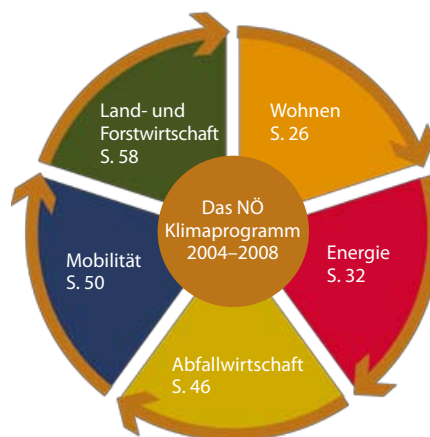 Das NÖ
Klimaprogramm
2004–2008
Wohnen
S. 26
Energie
S. 32
Abfallwirtschaft
S. 46
Mobilität
S. 50
Land- und
Forstwirtschaft
S. 58